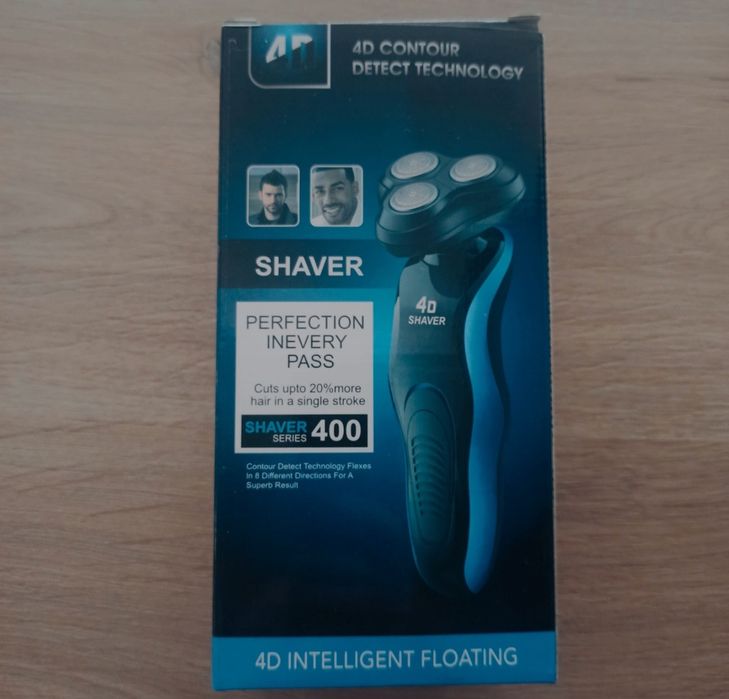 4D
4D CONTOUR
DETECT TECHNOLOGY
SHAVER
4D
SHAVER
PERFECTION
INEVERY
PASS
Cuts upto 20%more
hair in a single stroke
SHAVER
SERIES 400
Contour Detect Technology Flexes
In 8 Different Directions For A
Superb Result
4D INTELLIGENT FLOATING